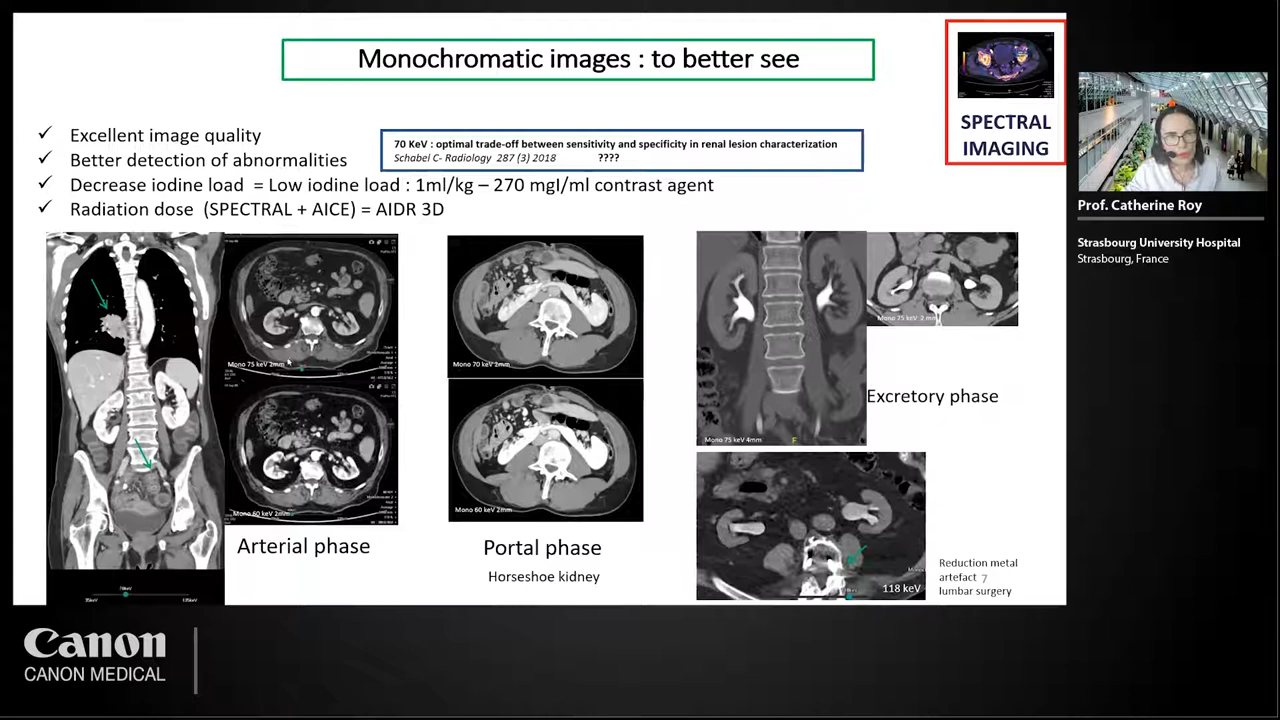 Monochromatic images : to better see
SPECTRAL
IMAGING
✓ Excellent image quality
✓ Better detection of abnormalities
70 KeV : optimal trade-off between sensitivity and specificity in renal lesion characterization
Schabel C- Radiology 287 (3) 2018 ????
✓ Decrease iodine load = Low iodine load : 1ml/kg – 270 mgI/ml contrast agent
✓ Radiation dose (SPECTRAL + AICE) = AIDR 3D
Mono 75 keV 2mm
Mono 60 keV 2mm
Arterial phase
Mono 70 keV 2mm
Mono 60 keV 2mm
Portal phase
Horseshoe kidney
Mono 75 keV 4mm
F
Mono 75 keV 2 mm
Excretory phase
118 keV
Reduction metal
artefact 7
lumbar surgery
Prof. Catherine Roy
Strasbourg University Hospital
Strasbourg, France
Canon
CANON MEDICAL